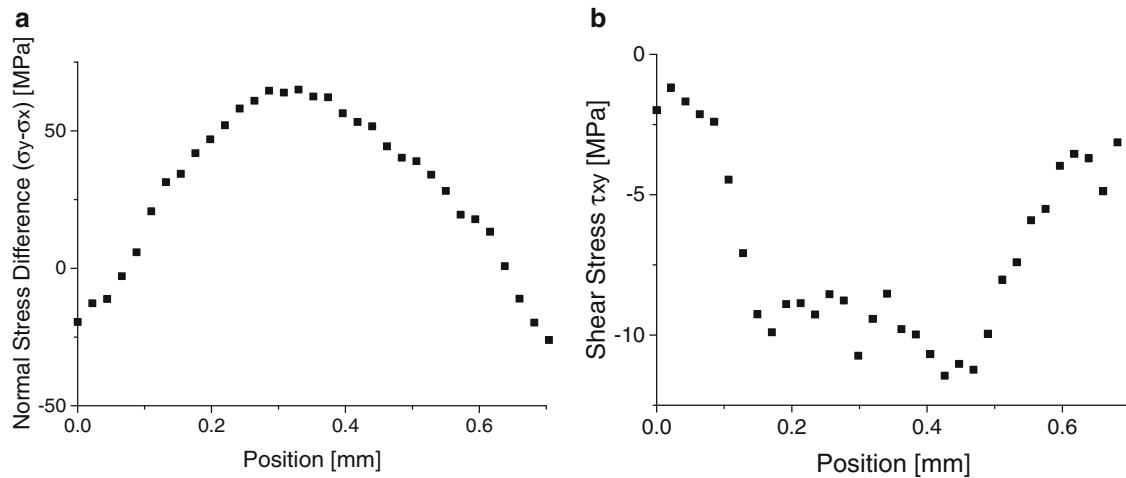 a
Normal Stress Difference (σy-σx) [MPa]
50
0
-50
0.0 0.2 0.4 0.6
Position [mm]
b
Shear Stress τxy [MPa]
0
-5
-10
0.0 0.2 0.4 0.6
Position [mm]